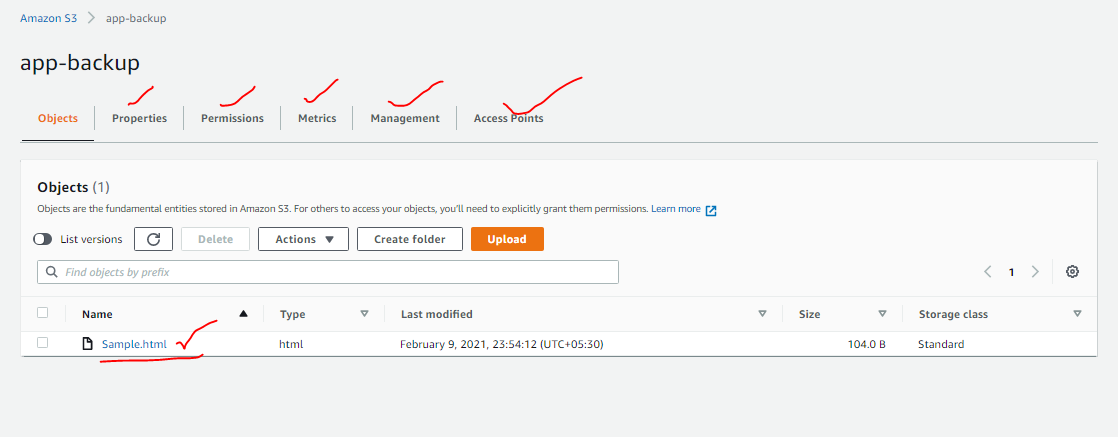 Amazon S3 > app-backup
app-backup
Objects Properties Permissions Metrics Management Access Points
Objects (1)
Objects are the fundamental entities stored in Amazon S3. For others to access your objects, you'll need to explicitly grant them permissions. Learn more
List versions Delete Actions Create folder Upload
Find objects by prefix 1
Name Type Last modified Size Storage class
Sample.html html February 9, 2021, 23:54:12 (UTC+05:30) 104.0 B Standard